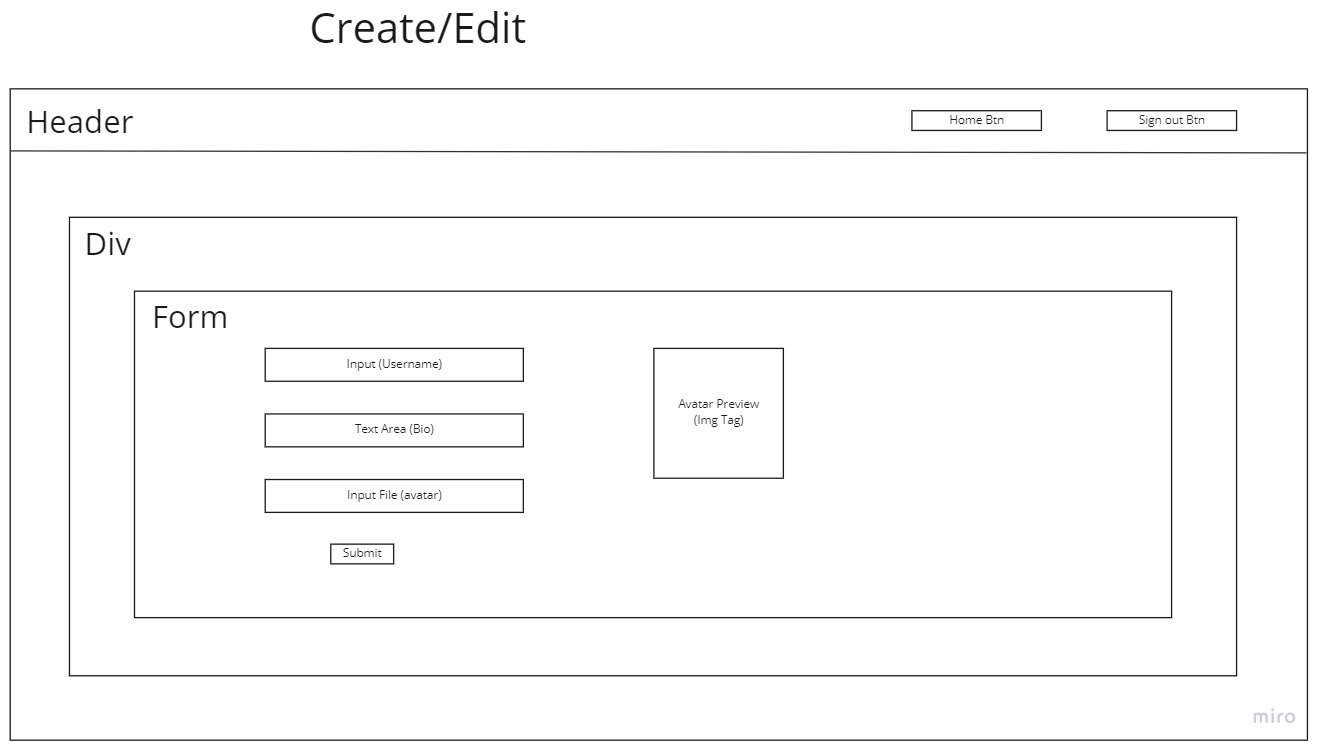 Create/Edit
Header
Home Btn
Sign out Btn
Div
Form
Input (Username)
Text Area (Bio)
Input File (avatar)
Submit
Avatar Preview
(Img Tag)
miro